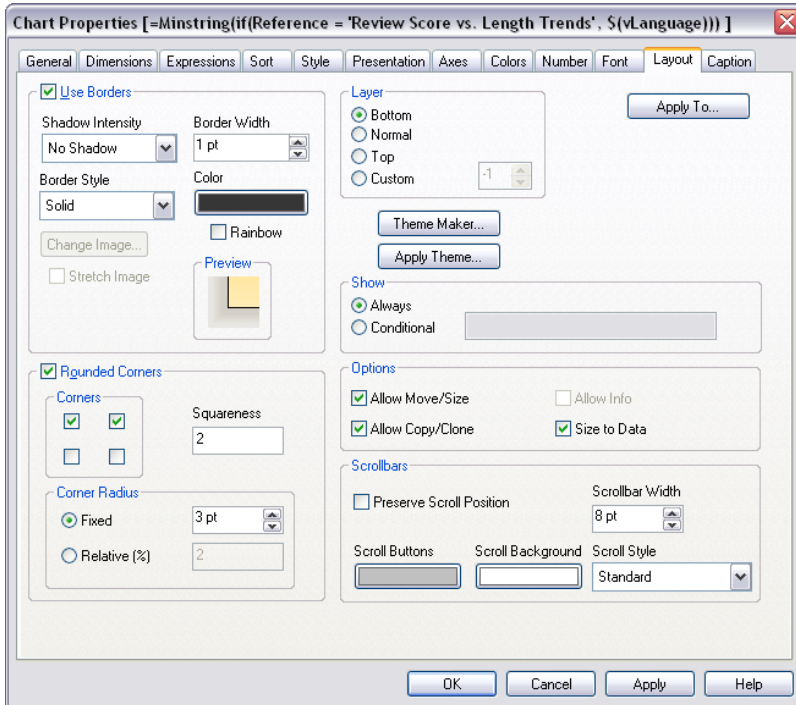 Chart Properties [=Minstring(if(Reference = 'Review Score vs. Length Trends', $(vLanguage))) ]
General Dimensions Expressions Sort Style Presentation Axes Colors Number Font Layout Caption
Use Borders
Shadow Intensity
No Shadow
Border Width
1 pt
Border Style
Solid
Color
Rainbow
Change Image...
Stretch Image
Preview
Layer
Bottom
Normal
Top
Custom
-1
Apply To...
Theme Maker...
Apply Theme...
Show
Always
Conditional
Rounded Corners
Corners
Squareness
2
Corner Radius
Fixed
3 pt
Relative (%)
2
Options
Allow Move/Size
Allow Info
Allow Copy/Clone
Size to Data
Scrollbars
Preserve Scroll Position
Scrollbar Width
8 pt
Scroll Buttons
Scroll Background
Scroll Style
Standard
OK
Cancel
Apply
Help